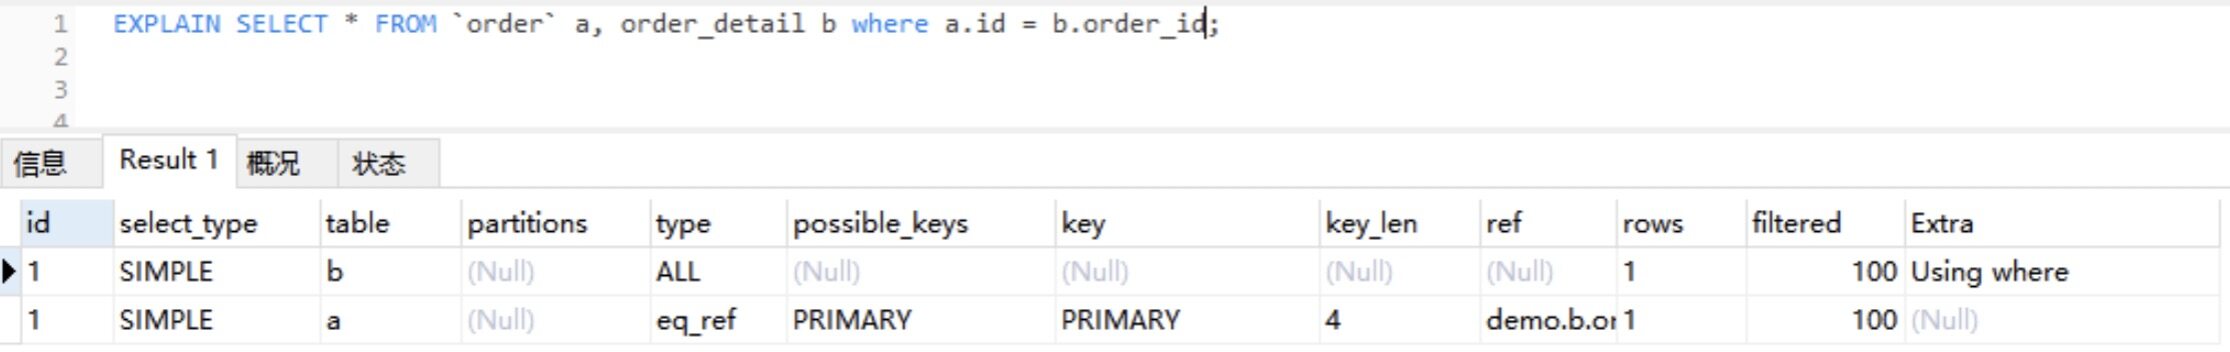 1 EXPLAIN SELECT * FROM `order` a, order_detail b where a.id = b.order_id;
2
3
4
信息 Result 1 概况 状态
id select_type table partitions type possible_keys key key_len ref rows filtered Extra
1 SIMPLE b (Null) ALL (Null) (Null) (Null) (Null) 1 100 Using where
1 SIMPLE a (Null) eq_ref PRIMARY PRIMARY 4 demo.b.or 1 100 (Null)